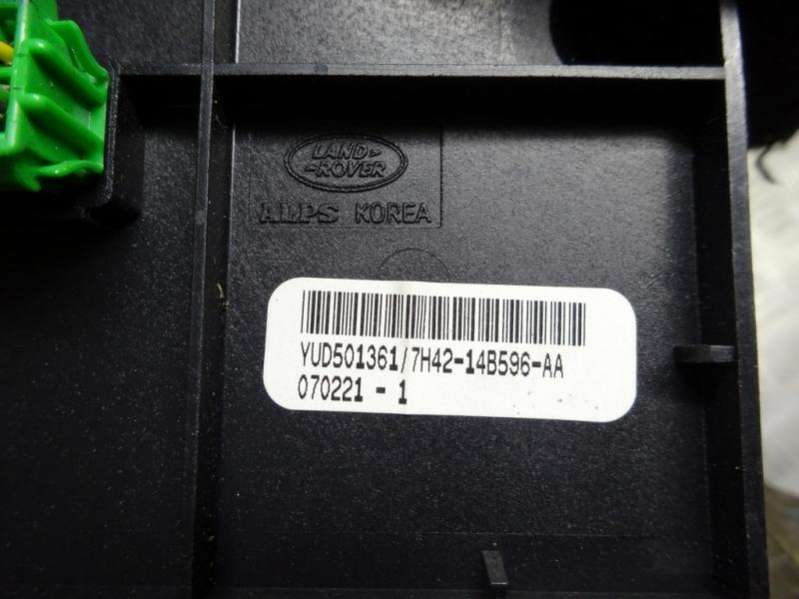 LAND
ROVER
ALPS KOREA
YUD501361/7H42-14B596-AA
070221 - 1